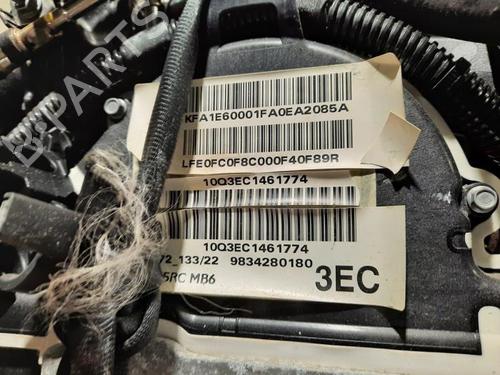 B-PARTS
KFA1E60001FA0EA2085A
LFE0FC0F8C000F40F89R
10Q3EC1461774
10Q3EC1461774
72_133/22 9834280180
5RC MB6 3EC